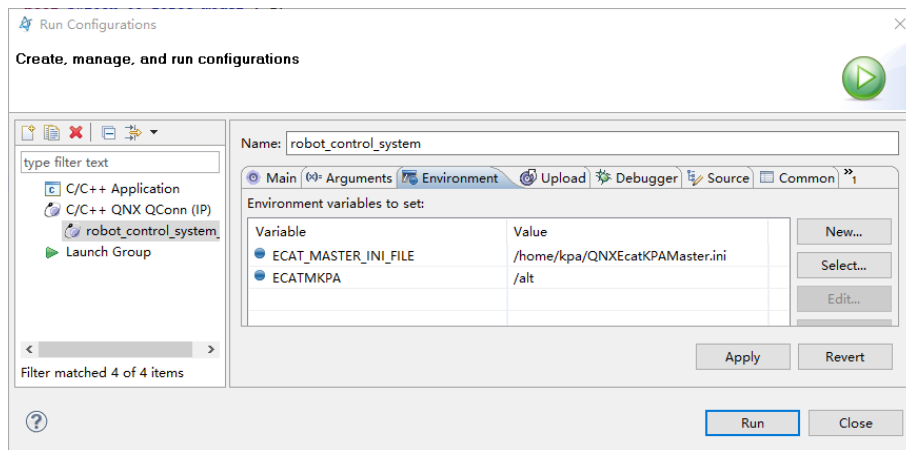 Run Configurations
Create, manage, and run configurations
type filter text
C/C++ Application
C/C++ QNX QConn (IP)
robot_control_system_
Launch Group
Filter matched 4 of 4 items
Name: robot_control_system
Main (x)= Arguments Environment Upload Debugger Source Common »1
Environment variables to set:
Variable Value
ECAT_MASTER_INI_FILE /home/kpa/QNXEcatKPAMaster.ini
ECATMKPA /alt
New...
Select...
Edit...
Apply Revert
Run Close